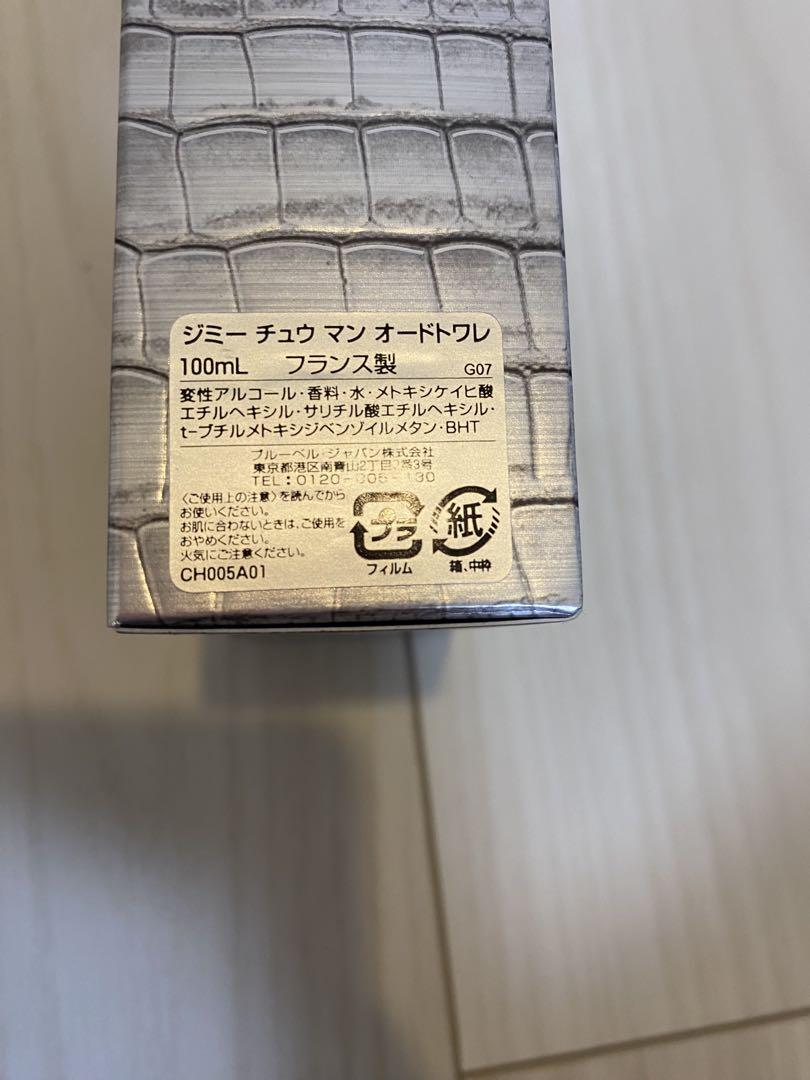 ジミー チュウ マン オードトワレ
100mL フランス製 G07
変性アルコール・香料・水・メトキシケイヒ酸
エチルヘキシル・サリチル酸エチルヘキシル・
t-ブチルメトキシジベンゾイルメタン・BHT
ブルーベル・ジャパン株式会社
東京都港区南青山2丁目 番3号
TEL:0120-005-130
〈ご使用上の注意〉を読んでから
お使いください。
お肌に合わないときは、ご使用を
おやめください。
火気にご注意ください。
CH005A01
プラ
フィルム
紙
箱、中枠